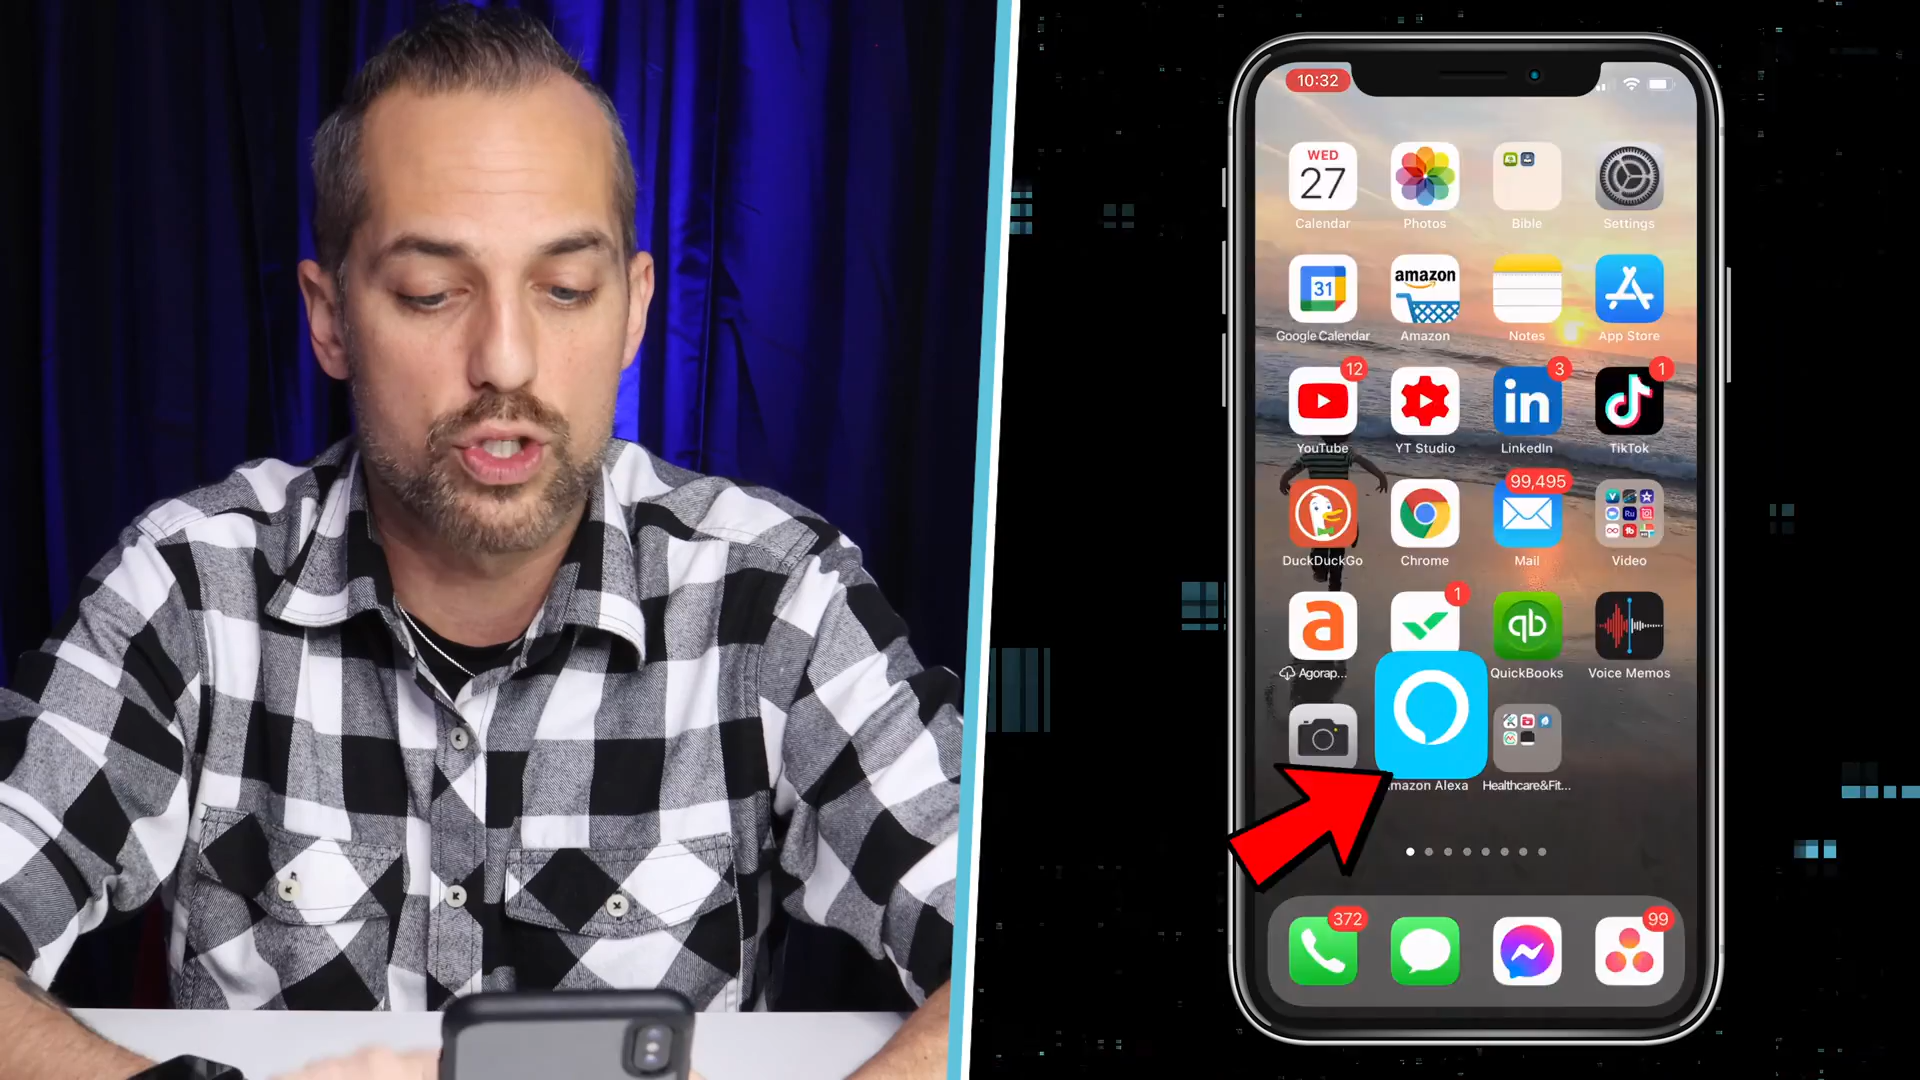 10:32
WED
27
Calendar
Photos
Bible
Settings
31
amazon
Google Calendar
Amazon
Notes
App Store
12
3
1
in
YouTube
YT Studio
LinkedIn
TikTok
99,495
Ru
DuckDuckGo
Chrome
Mail
Video
1
a
qb
Agorap...
QuickBooks
Voice Memos
mazon Alexa
Healthcare&Fit...
372
99